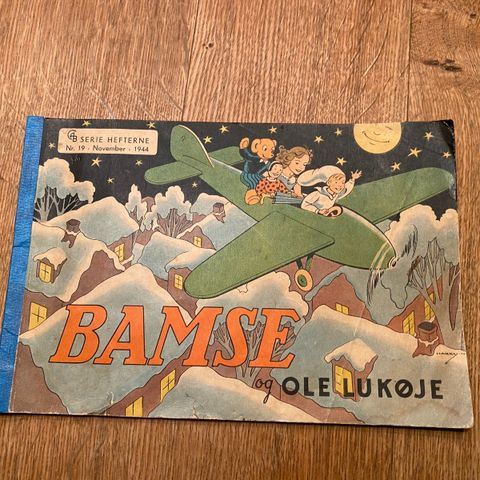 SERIE HEFTERNE
Nr. 19 · November · 1944
BAMSE
og OLE LUKØJE